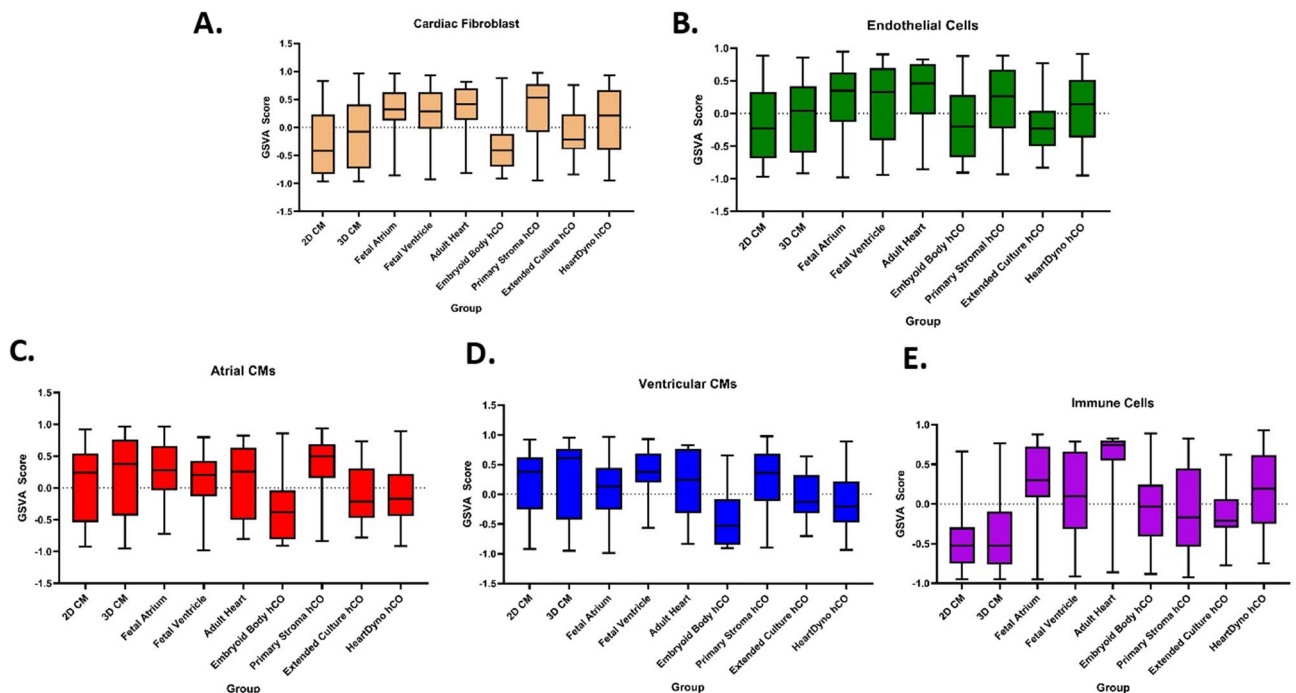 A.
Cardiac Fibroblast
GSVA Score
1.5
1.0
0.5
0.0
-0.5
-1.0
-1.5
2D CM
3D CM
Fetal Atrium
Fetal Ventricle
Adult Heart
Embryoid Body hCO
Primary Stroma hCO
Extended Culture hCO
HeartDyno hCO
Group
B.
Endothelial Cells
GSVA Score
1.0
0.5
0.0
-0.5
-1.0
-1.5
2D CM
3D CM
Fetal Atrium
Fetal Ventricle
Adult Heart
Embryoid Body hCO
Primary Stromal hCO
Extended Culture hCO
HeartDyno hCO
Group
C.
Atrial CMs
GSVA Score
1.5
1.0
0.5
0.0
-0.5
-1.0
-1.5
2D CM
3D CM
Fetal Atrium
Fetal Ventricle
Adult Heart
Embryoid Body hCO
Primary Stroma hCO
Extended Culture hCO
HeartDyno hCO
Group
D.
Ventricular CMs
GSVA Score
1.5
1.0
0.5
0.0
-0.5
-1.0
-1.5
2D CM
3D CM
Fetal Atrium
Fetal Ventricle
Adult Heart
Embryoid Body hCO
Primary Stroma hCO
Extended Culture hCO
HeartDyno hCO
Group
E.
Immune Cells
GSVA Score
1.0
0.5
0.0
-0.5
-1.0
2D CM
3D CM
Fetal Atrium
Fetal Ventricle
Adult Heart
Embryoid Body hCO
Primary Stroma hCO
Extended Culture hCO
HeartDyno hCO
Group